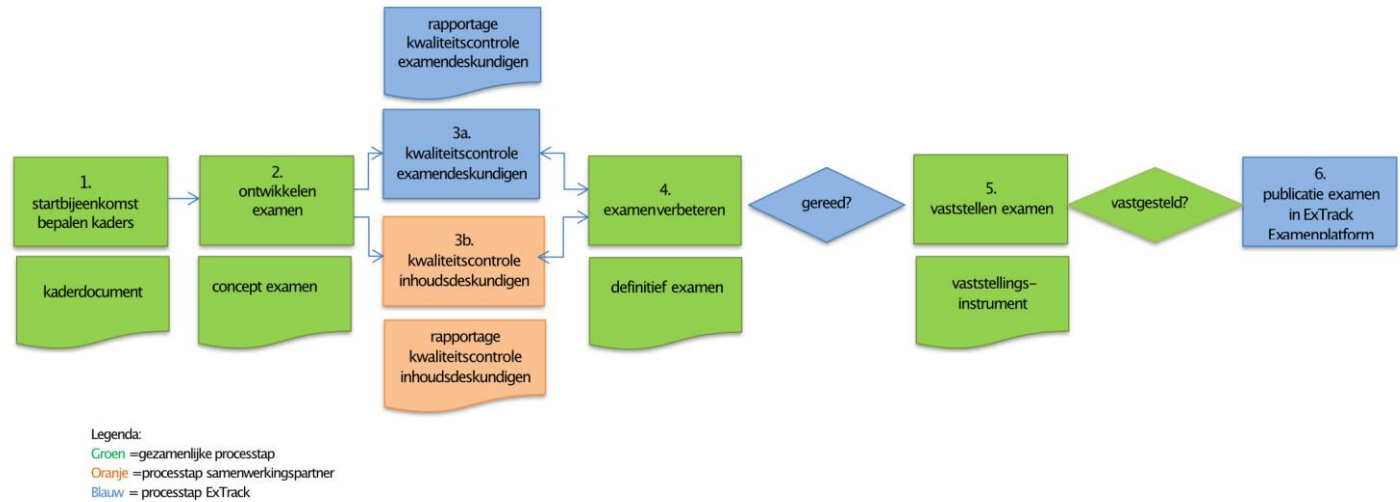 rapportage
kwaliteitscontrole
examendeskundigen
1.
startbijeenkomst
bepalen kaders
kaderdocument
2.
ontwikkelen
examen
concept examen
3a.
kwaliteitscontrole
examendeskundigen
3b.
kwaliteitscontrole
inhoudsdeskundigen
rapportage
kwaliteitscontrole
inhoudsdeskundigen
4.
examenverbeteren
definitief examen
gereed?
5.
vaststellen examen
vaststellings-
instrument
vastgesteld?
6.
publicatie examen
in ExTrack
Examenplatform
Legenda:
Groen =gezamenlijke processtap
Oranje =processtap samenwerkingspartner
Blauw = processtap ExTrack